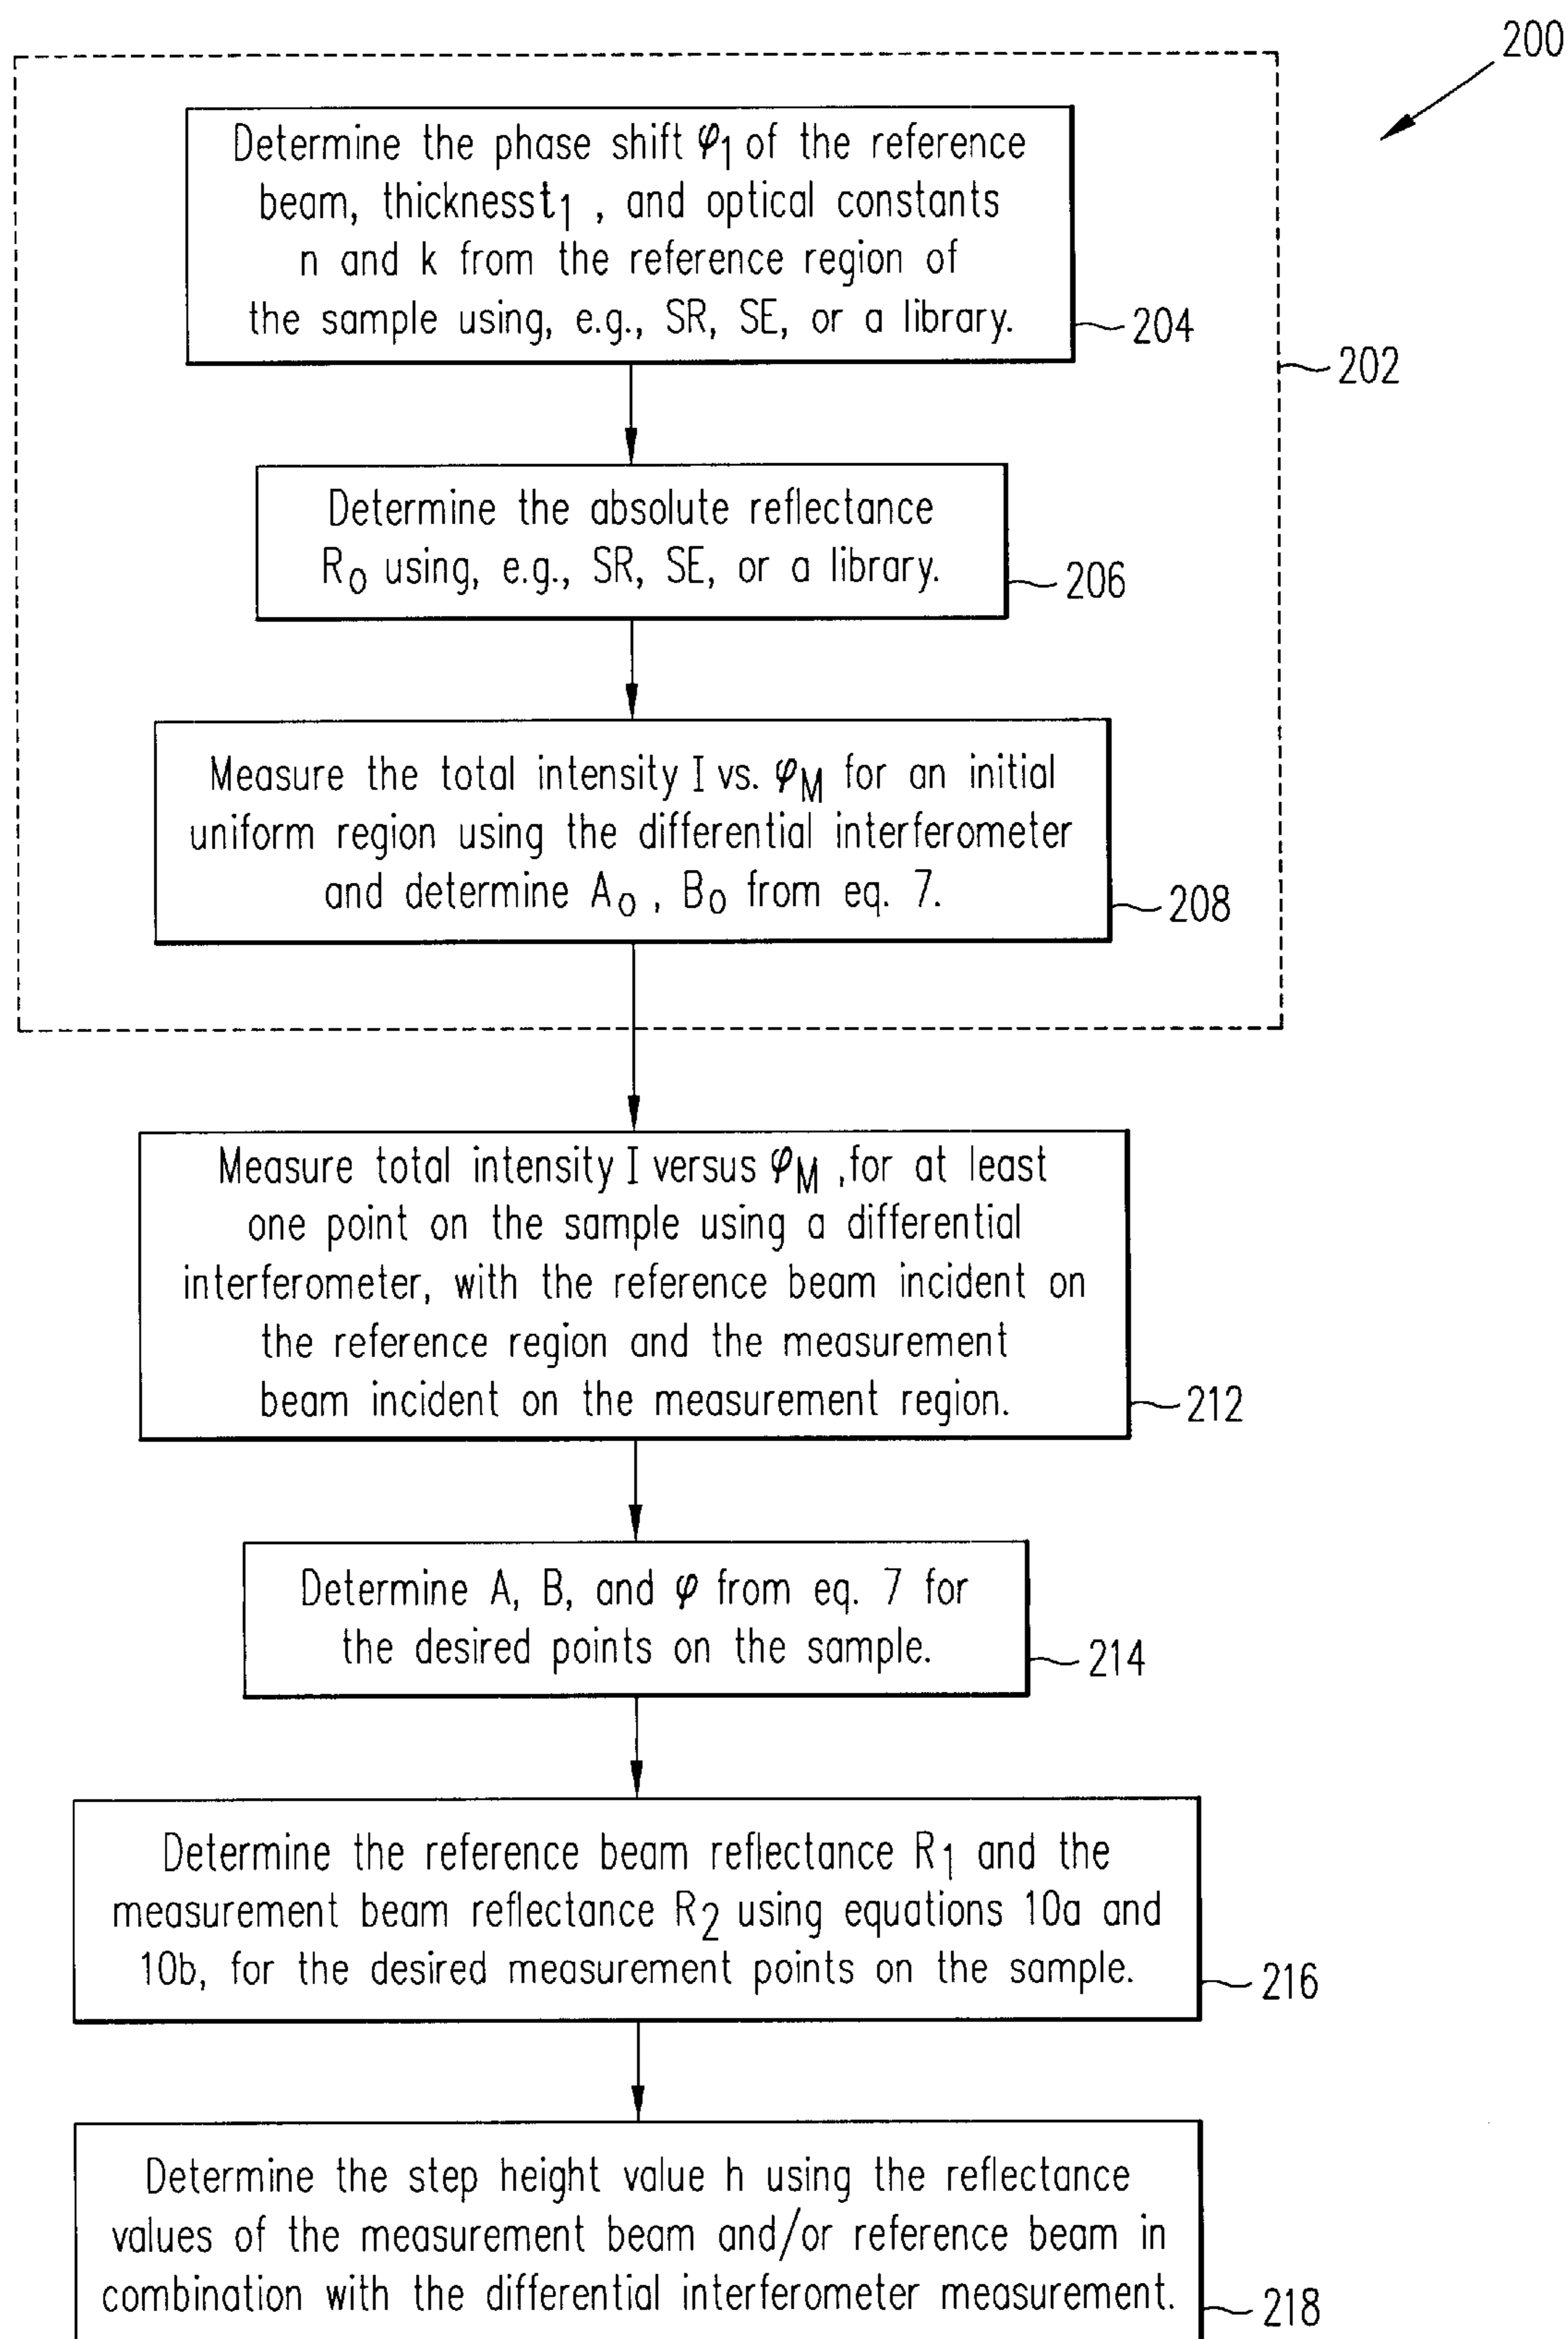 200
Determine the phase shift φ1 of the reference
beam, thicknesst1 , and optical constants
n and k from the reference region of
the sample using, e.g., SR, SE, or a library.
204
202
Determine the absolute reflectance
R0 using, e.g., SR, SE, or a library.
206
Measure the total intensity I vs. φM for an initial
uniform region using the differential interferometer
and determine A0 , B0 from eq. 7.
208
Measure total intensity I versus φM ,for at least
one point on the sample using a differential
interferometer, with the reference beam incident on
the reference region and the measurement
beam incident on the measurement region.
212
Determine A, B, and φ from eq. 7 for
the desired points on the sample.
214
Determine the reference beam reflectance R1 and the
measurement beam reflectance R2 using equations 10a and
10b, for the desired measurement points on the sample.
216
Determine the step height value h using the reflectance
values of the measurement beam and/or reference beam in
combination with the differential interferometer measurement.
218